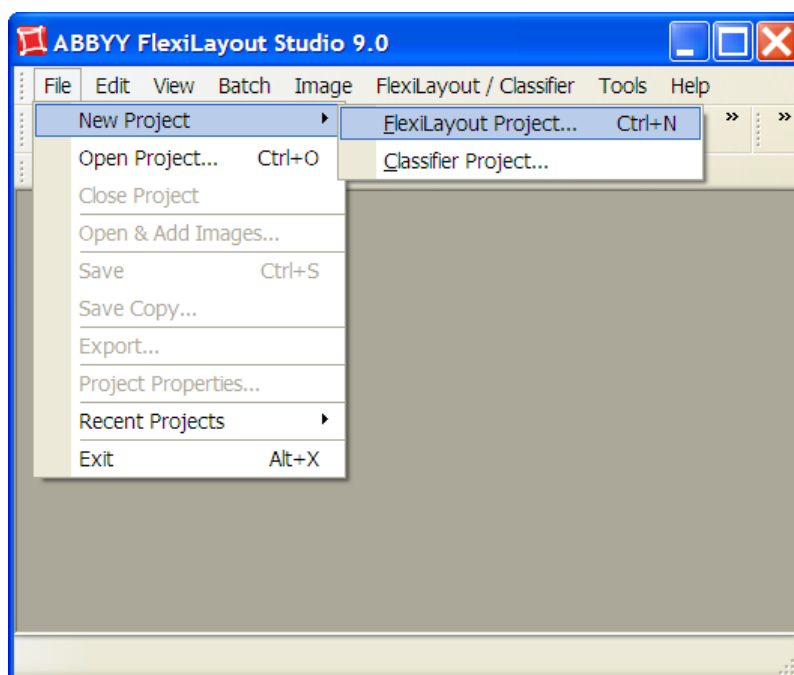 ABBYY FlexiLayout Studio 9.0
File Edit View Batch Image FlexiLayout / Classifier Tools Help
New Project
FlexiLayout Project... Ctrl+N
Open Project... Ctrl+O
Classifier Project...
Close Project
Open & Add Images...
Save Ctrl+S
Save Copy...
Export...
Project Properties...
Recent Projects
Exit Alt+X